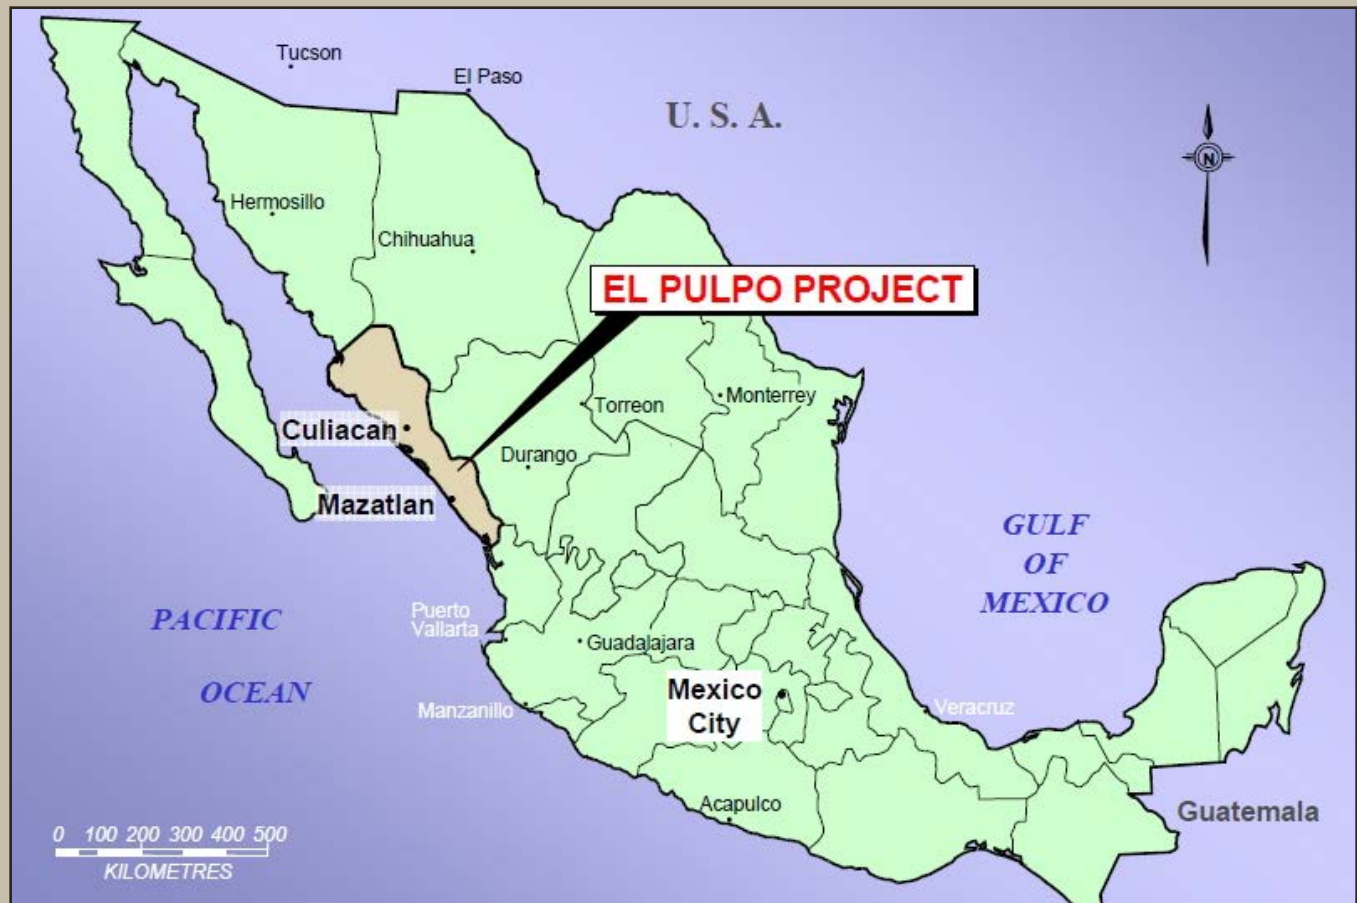 Tucson
El Paso
U. S. A.
N
Hermosillo
Chihuahua
EL PULPO PROJECT
Monterrey
Torreon
Culiacan
Durango
Mazatlan
GULF
OF
MEXICO
PACIFIC
OCEAN
Puerto
Vallarta
Guadalajara
Mexico
City
Manzanillo
Veracruz
Acapulco
Guatemala
0 100 200 300 400 500
KILOMETRES